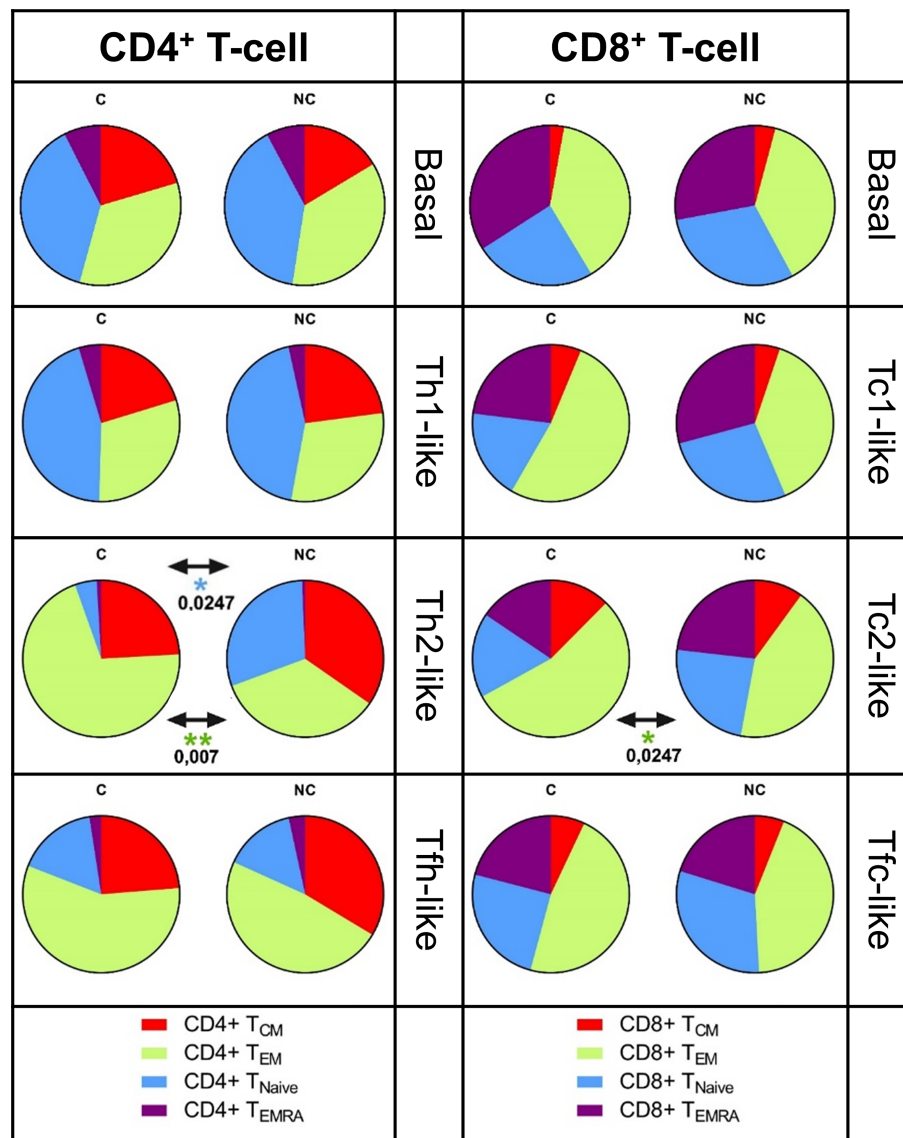 CD4⁺ T-cell
CD8⁺ T-cell
C
NC
Basal
C
NC
Basal
C
NC
Th1-like
C
NC
Tc1-like
C
NC
*
0,0247
**
0,007
Th2-like
C
NC
*
0,0247
Tc2-like
C
NC
Tfh-like
C
NC
Tfc-like
CD4+ TCM
CD4+ TEM
CD4+ TNaive
CD4+ TEMRA
CD8+ TCM
CD8+ TEM
CD8+ TNaive
CD8+ TEMRA